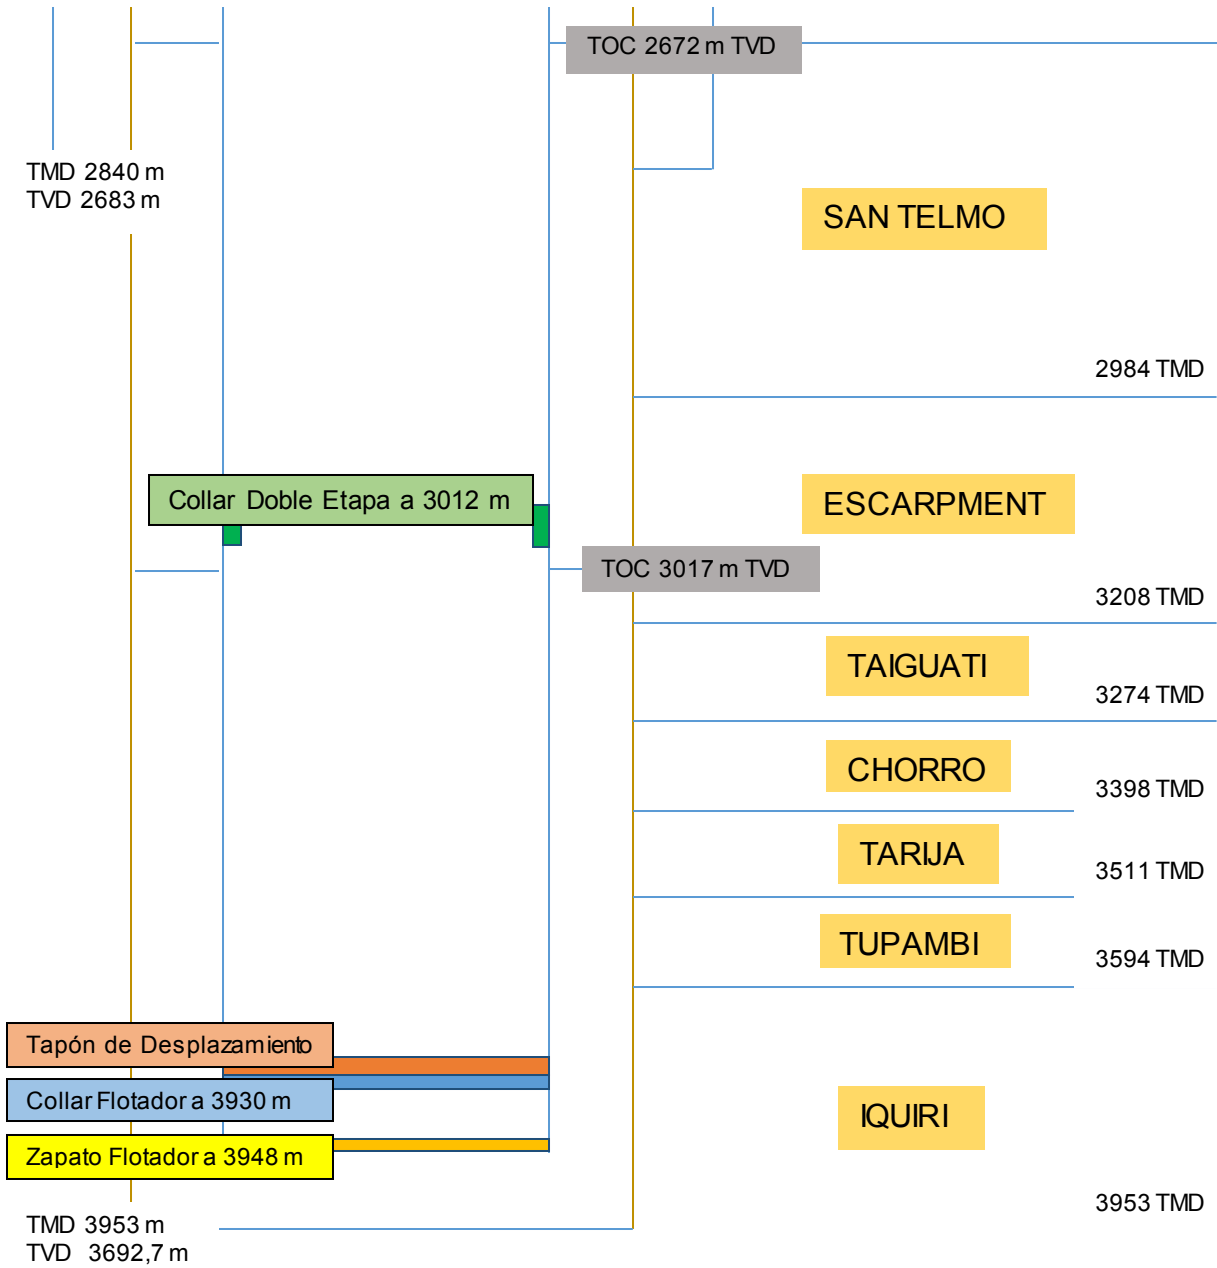 TOC 2672 m TVD
TMD 2840 m
TVD 2683 m
SAN TELMO
2984 TMD
Collar Doble Etapa a 3012 m
ESCARPMENT
TOC 3017 m TVD
3208 TMD
TAIGUATI
3274 TMD
CHORRO
3398 TMD
TARIJA
3511 TMD
TUPAMBI
3594 TMD
Tapón de Desplazamiento
Collar Flotador a 3930 m
IQUIRI
Zapato Flotador a 3948 m
3953 TMD
TMD 3953 m
TVD 3692,7 m